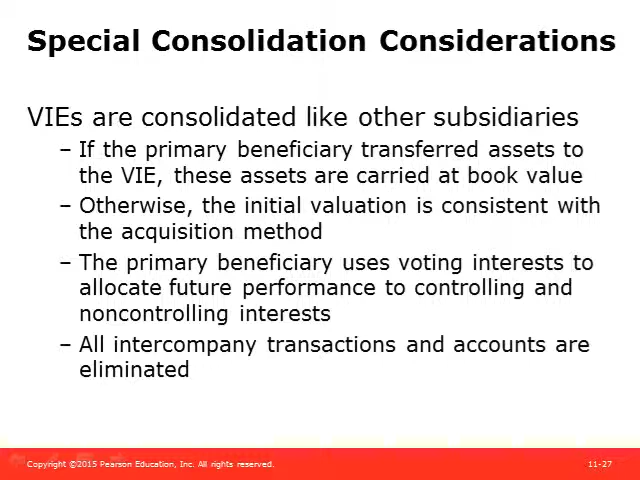 Special Consolidation Considerations
VIEs are consolidated like other subsidiaries
– If the primary beneficiary transferred assets to
the VIE, these assets are carried at book value
– Otherwise, the initial valuation is consistent with
the acquisition method
– The primary beneficiary uses voting interests to
allocate future performance to controlling and
noncontrolling interests
– All intercompany transactions and accounts are
eliminated
Copyright ©2015 Pearson Education, Inc. All rights reserved.
11-27